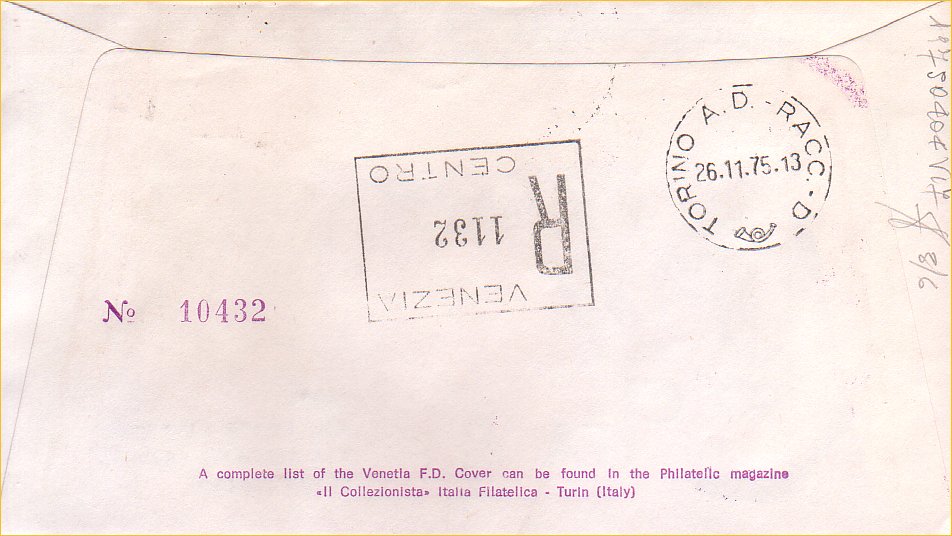 TORINO A.D. - RACC. - D
26.11.75.13
VENEZIA
R 1132
CENTRO
№ 10432
A complete list of the Venetia F.D. Cover can be found in the Philatelic magazine
«Il Collezionista» Italia Filatelica - Turin (Italy)